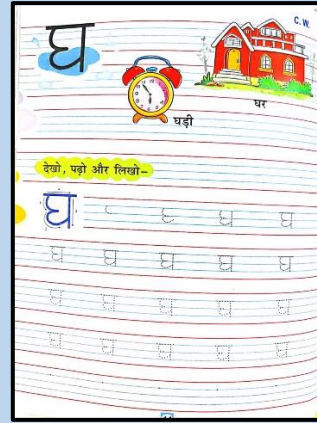 C. W.
घ
घड़ी
घर
देखो, पढ़ो और लिखो–
घ घ घ
घ घ घ घ घ
घ घ घ घ घ
घ घ घ घ घ